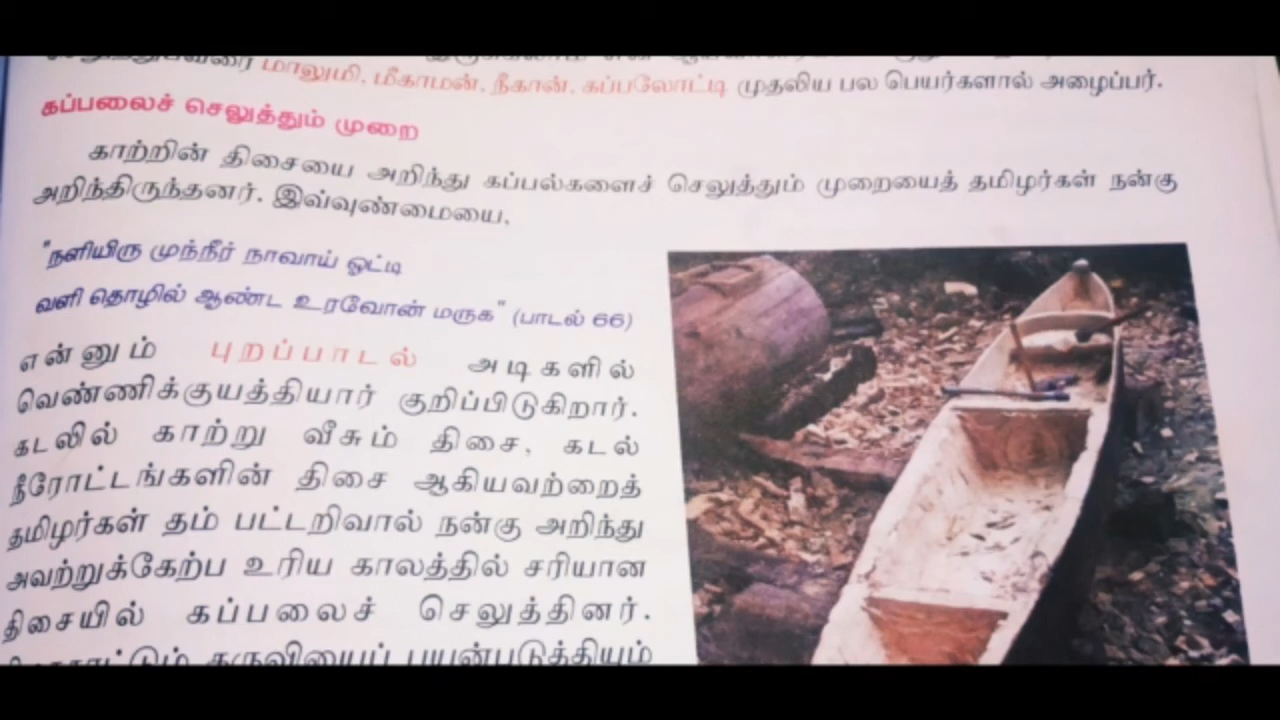 மாலுமி, மீகாமன், நீகான், கப்பலோட்டி முதலிய பல பெயர்களால் அழைப்பர்.
கப்பலைச் செலுத்தும் முறை
காற்றின் திசையை அறிந்து கப்பல்களைச் செலுத்தும் முறையைத் தமிழர்கள் நன்கு
அறிந்திருந்தனர். இவ்வுண்மையை,
"நளியிரு முந்நீர் நாவாய் ஓட்டி
வளி தொழில் ஆண்ட உரவோன் மருக" (பாடல் 66)
என்னும் புறப்பாடல் அடிகளில்
வெண்ணிக்குயத்தியார் குறிப்பிடுகிறார்.
கடலில் காற்று வீசும் திசை, கடல்
நீரோட்டங்களின் திசை ஆகியவற்றைத்
தமிழர்கள் தம் பட்டறிவால் நன்கு அறிந்து
அவற்றுக்கேற்ப உரிய காலத்தில் சரியான
திசையில் கப்பலைச் செலுத்தினர்.
கருவியைப் பயன்படுத்தியும்